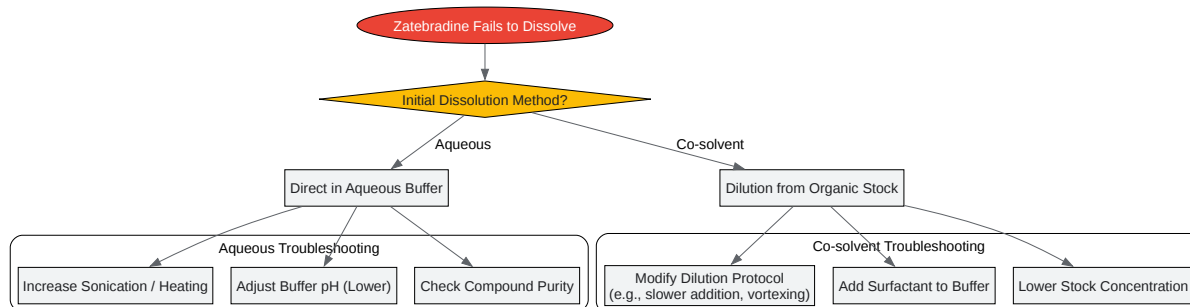 Zatebradine Fails to Dissolve
Initial Dissolution Method?
Aqueous
Co-solvent
Direct in Aqueous Buffer
Dilution from Organic Stock
Aqueous Troubleshooting
Co-solvent Troubleshooting
Increase Sonication / Heating
Adjust Buffer pH (Lower)
Check Compound Purity
Modify Dilution Protocol
(e.g., slower addition, vortexing)
Add Surfactant to Buffer
Lower Stock Concentration